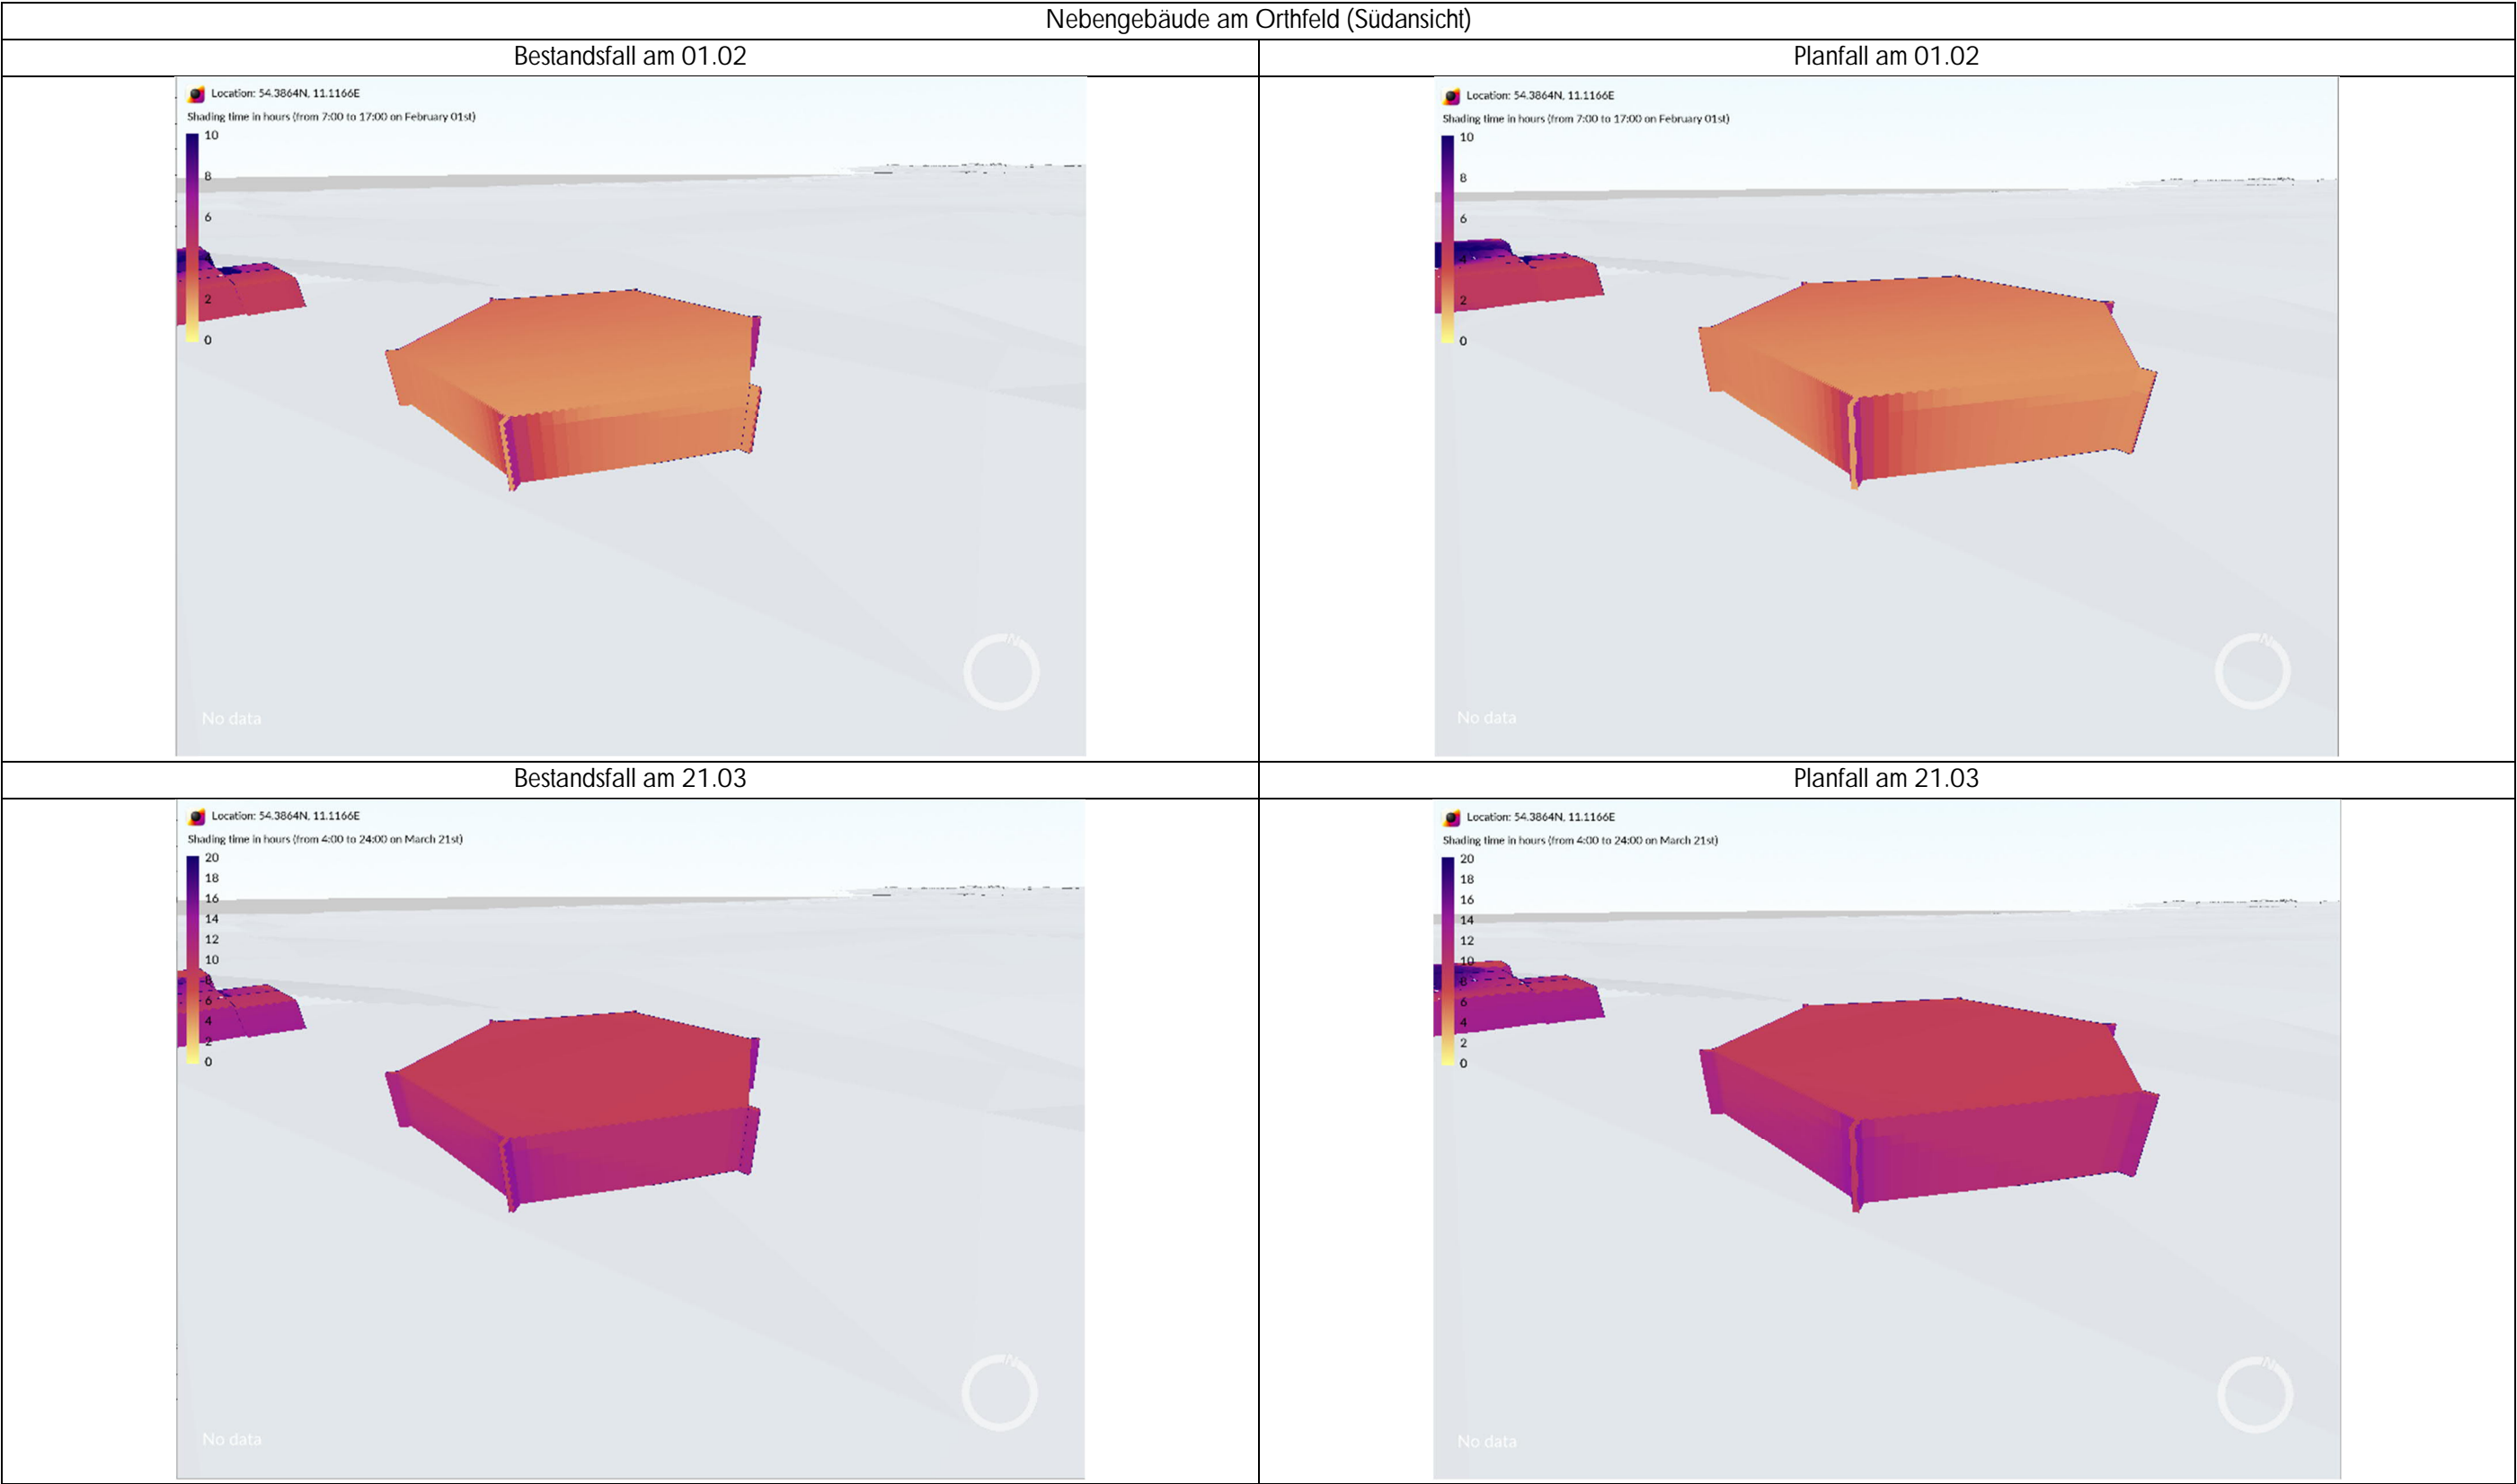 Nebengebäude am Orthfeld (Südansicht)
Bestandsfall am 01.02
Planfall am 01.02
Location: 54.3864N, 11.1166E
Shading time in hours (from 7:00 to 17:00 on February 01st)
10
8
6
2
0
N
No data
Location: 54.3864N, 11.1166E
Shading time in hours (from 7:00 to 17:00 on February 01st)
10
8
6
4
2
0
N
No data
Bestandsfall am 21.03
Planfall am 21.03
Location: 54.3864N, 11.1166E
Shading time in hours (from 4:00 to 24:00 on March 21st)
20
18
16
14
12
10
8
6
4
2
0
N
No data
Location: 54.3864N, 11.1166E
Shading time in hours (from 4:00 to 24:00 on March 21st)
20
18
16
14
12
10
8
6
4
2
0
N
No data